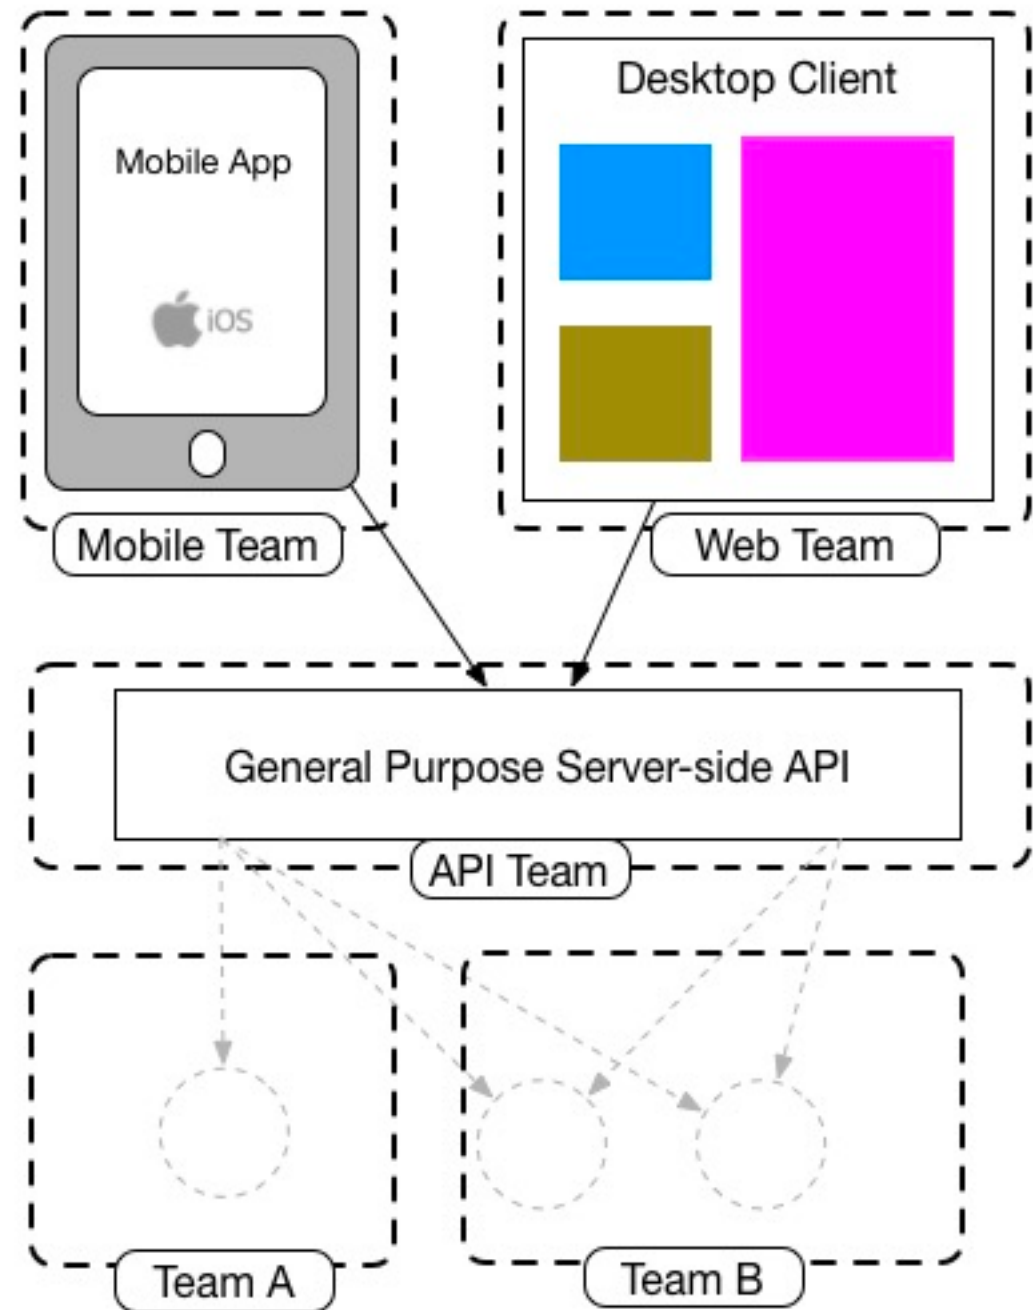 Mobile App
iOS
Mobile Team
Desktop Client
Web Team
General Purpose Server-side API
API Team
Team A
Team B